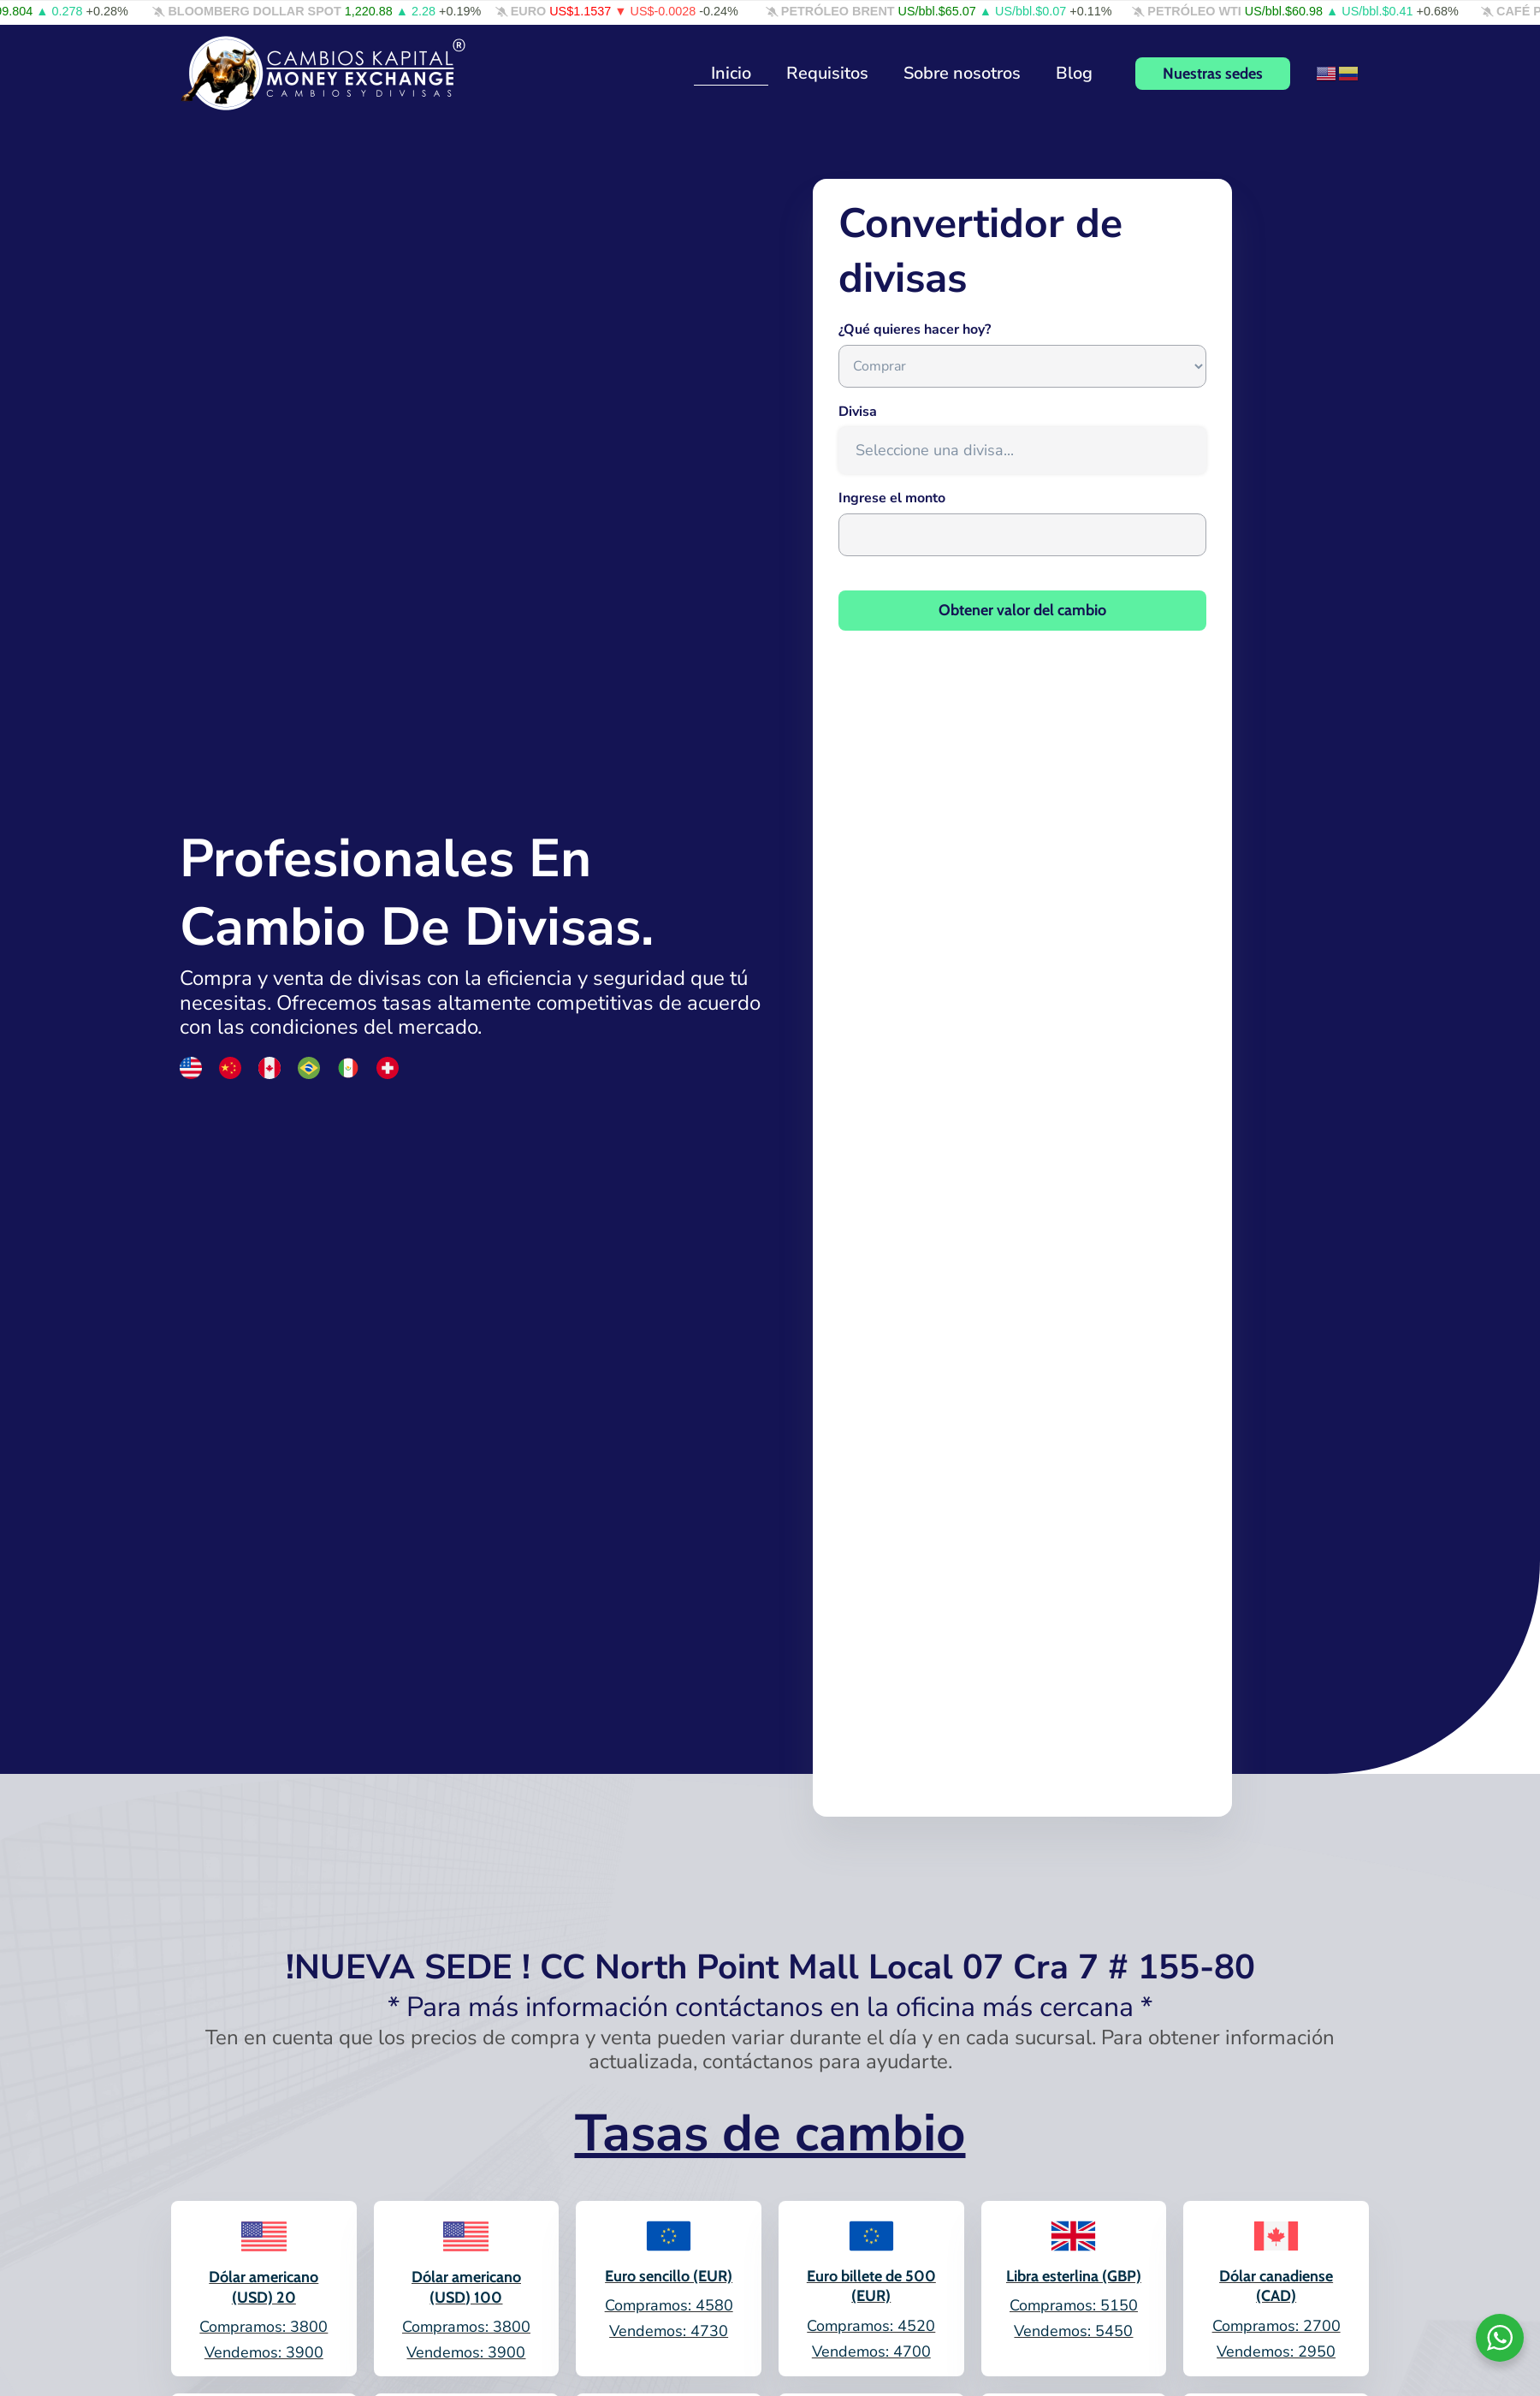 ▲ 0.278 +0.28% BLOOMBERG DOLLAR SPOT 1,220.88 ▲ 2.28 +0.19% EURO US$1.1537 ▼ US$-0.0028 -0.24% PETRÓLEO BRENT US/bbl.$65.07 ▲ US/bbl.$0.07 +0.11% PETRÓLEO WTI US/bbl.$60.98 ▲ US/bbl.$0.41 +0.68% CAFÉ
CAMBIOS KAPITAL ®
MONEY EXCHANGE
CAMBIOS Y DIVISAS
Inicio Requisitos Sobre nosotros Blog Nuestras sedes
Convertidor de
divisas
¿Qué quieres hacer hoy?
Comprar
Divisa
Seleccione una divisa...
Ingrese el monto
Obtener valor del cambio
Profesionales En
Cambio De Divisas.
Compra y venta de divisas con la eficiencia y seguridad que tú
necesitas. Ofrecemos tasas altamente competitivas de acuerdo
con las condiciones del mercado.
!NUEVA SEDE ! CC North Point Mall Local 07 Cra 7 # 155-80
* Para más información contáctanos en la oficina más cercana *
Ten en cuenta que los precios de compra y venta pueden variar durante el día y en cada sucursal. Para obtener información
actualizada, contáctanos para ayudarte.
Tasas de cambio
Dólar americano
(USD) 20
Compramos: 3800
Vendemos: 3900
Dólar americano
(USD) 100
Compramos: 3800
Vendemos: 3900
Euro sencillo (EUR)
Compramos: 4580
Vendemos: 4730
Euro billete de 500
(EUR)
Compramos: 4520
Vendemos: 4700
Libra esterlina (GBP)
Compramos: 5150
Vendemos: 5450
Dólar canadiense
(CAD)
Compramos: 2700
Vendemos: 2950